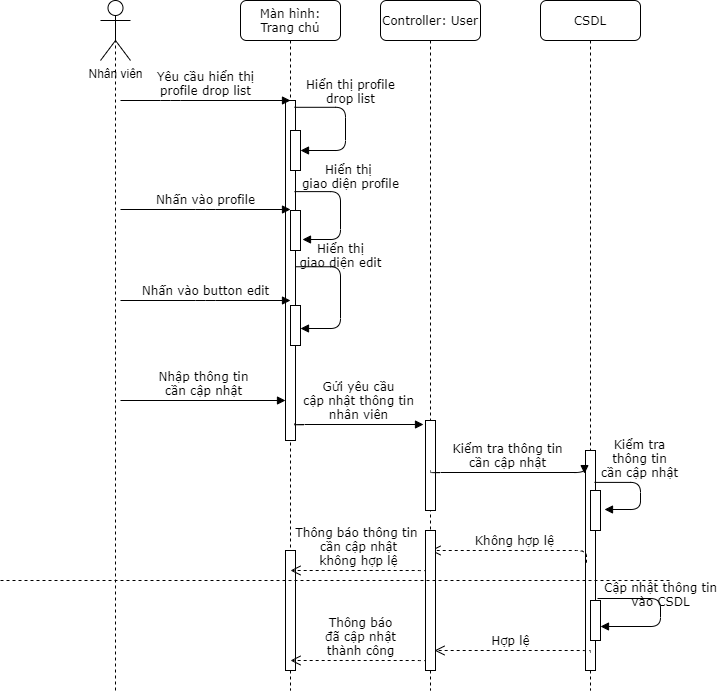 Màn hình:
Trang chủ
Controller: User
CSDL
Nhân viên
Yêu cầu hiển thị
profile drop list
Hiển thị profile
drop list
Hiển thị
giao diện profile
Nhấn vào profile
Hiển thị
giao diện edit
Nhấn vào button edit
Nhập thông tin
cần cập nhật
Gửi yêu cầu
cập nhật thông tin
nhân viên
Kiểm tra thông tin
cần cập nhật
Kiểm tra
thông tin
cần cập nhật
Thông báo thông tin
cần cập nhật
không hợp lệ
Không hợp lệ
Cập nhật thông tin
vào CSDL
Thông báo
đã cập nhật
thành công
Hợp lệ